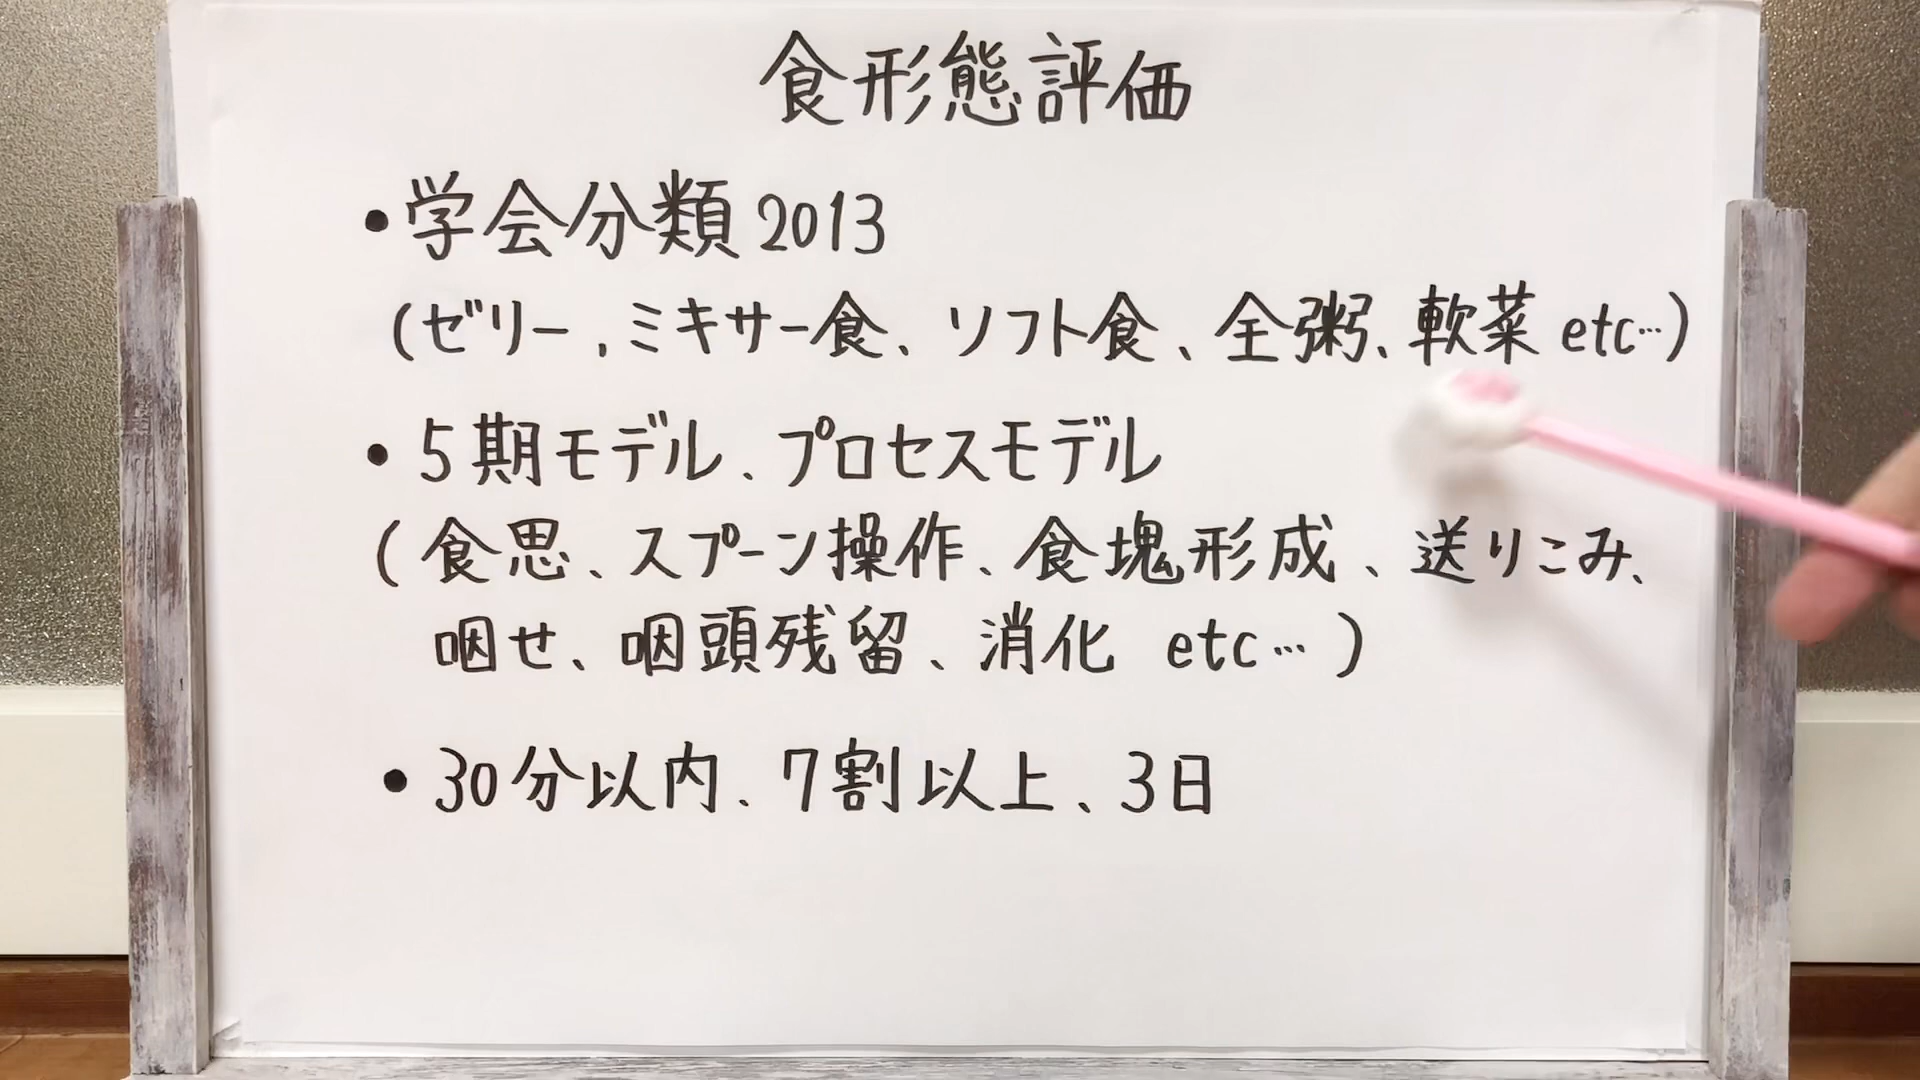 食形態評価
・学会分類2013
(ゼリー,ミキサー食、ソフト食、全粥、軟菜 etc…)
・5期モデル、プロセスモデル
(食思、スプーン操作、食塊形成、送りこみ、
咽せ、咽頭残留、消化 etc…)
・30分以内、7割以上、3日